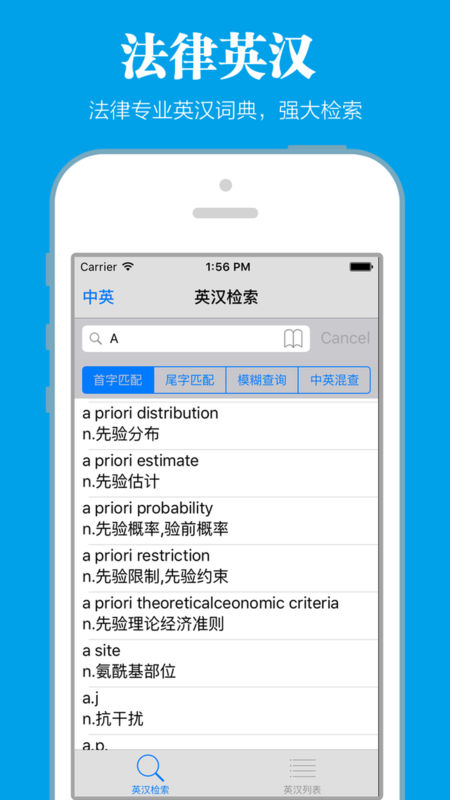 法律英汉
法律专业英汉词典，强大检索
Carrier 1:56 PM
中英 英汉检索
A Cancel
首字匹配 尾字匹配 模糊查询 中英混查
a priori distribution
n.先验分布
a priori estimate
n.先验估计
a priori probability
n.先验概率,验前概率
a priori restriction
n.先验限制,先验约束
a priori theoreticalceonomic criteria
n.先验理论经济准则
a site
n.氨酰基部位
a.j
n.抗干扰
a.p.
英汉检索 英汉列表